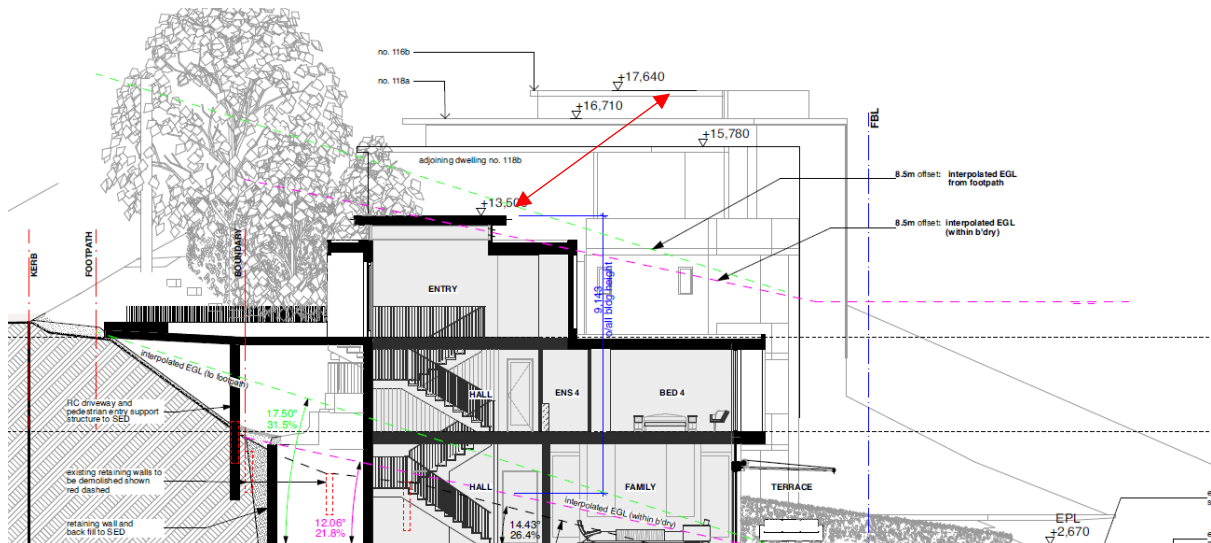 no. 116b
+17,640
no. 118a
+16,710
+15,780
FBL
adjoining dwelling no. 118b
8.5m offset: interpolated EGL
from footpath
+13,500
8.5m offset: interpolated EGL
(within b'dry)
KERB
FOOTPATH
BOUNDARY
ENTRY
9,143
o/all bldg height
interpolated EGL (to footpath)
HALL
ENS 4
BED 4
RC driveway and
pedestrian entry support
structure to SED
17.50°
31.5%
existing retaining walls to
be demolished shown
red dashed
HALL
FAMILY
TERRACE
interpolated EGL (within b'dry)
retaining wall and
back fill to SED
12.06°
21.8%
14.43°
26.4%
EPL
+2,670